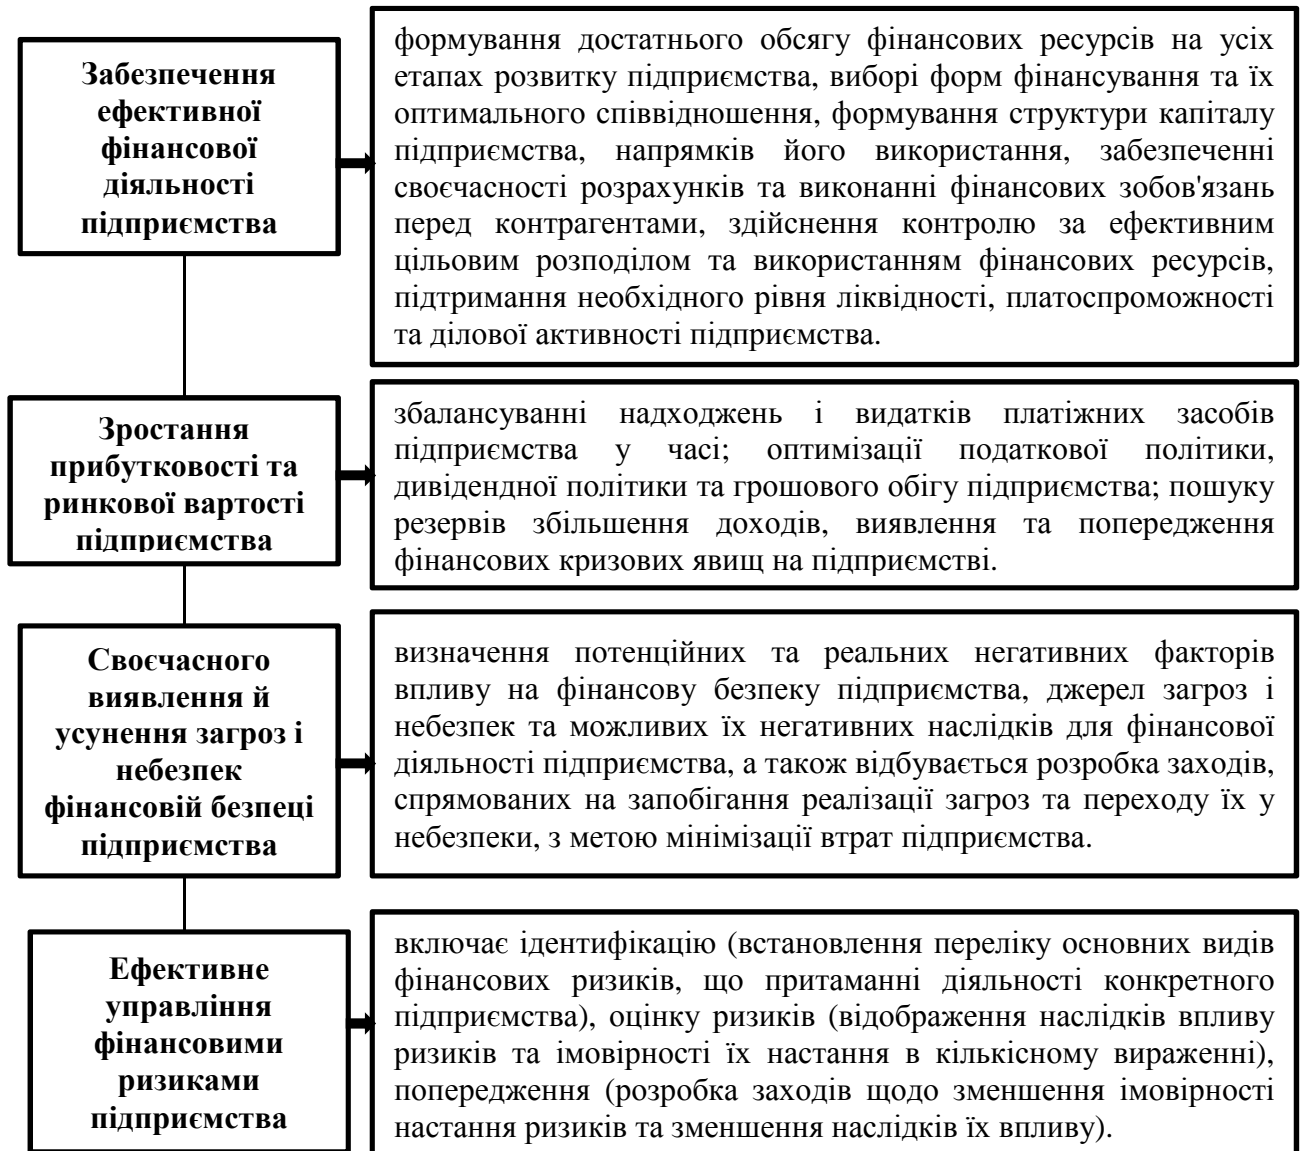 Забезпечення
ефективної
фінансової
діяльності
підприємства
формування достатнього обсягу фінансових ресурсів на усіх
етапах розвитку підприємства, виборі форм фінансування та їх
оптимального співвідношення, формування структури капіталу
підприємства, напрямків його використання, забезпеченні
своєчасності розрахунків та виконанні фінансових зобов'язань
перед контрагентами, здійснення контролю за ефективним
цільовим розподілом та використанням фінансових ресурсів,
підтримання необхідного рівня ліквідності, платоспроможності
та ділової активності підприємства.
Зростання
прибутковості та
ринкової вартості
підприємства
збалансуванні надходжень і видатків платіжних засобів
підприємства у часі; оптимізації податкової політики,
дивідендної політики та грошового обігу підприємства; пошуку
резервів збільшення доходів, виявлення та попередження
фінансових кризових явищ на підприємстві.
Своєчасного
виявлення й
усунення загроз і
небезпек
фінансовій безпеці
підприємства
визначення потенційних та реальних негативних факторів
впливу на фінансову безпеку підприємства, джерел загроз і
небезпек та можливих їх негативних наслідків для фінансової
діяльності підприємства, а також відбувається розробка заходів,
спрямованих на запобігання реалізації загроз та переходу їх у
небезпеки, з метою мінімізації втрат підприємства.
Ефективне
управління
фінансовими
ризиками
підприємства
включає ідентифікацію (встановлення переліку основних видів
фінансових ризиків, що притаманні діяльності конкретного
підприємства), оцінку ризиків (відображення наслідків впливу
ризиків та імовірності їх настання в кількісному вираженні),
попередження (розробка заходів щодо зменшення імовірності
настання ризиків та зменшення наслідків їх впливу).